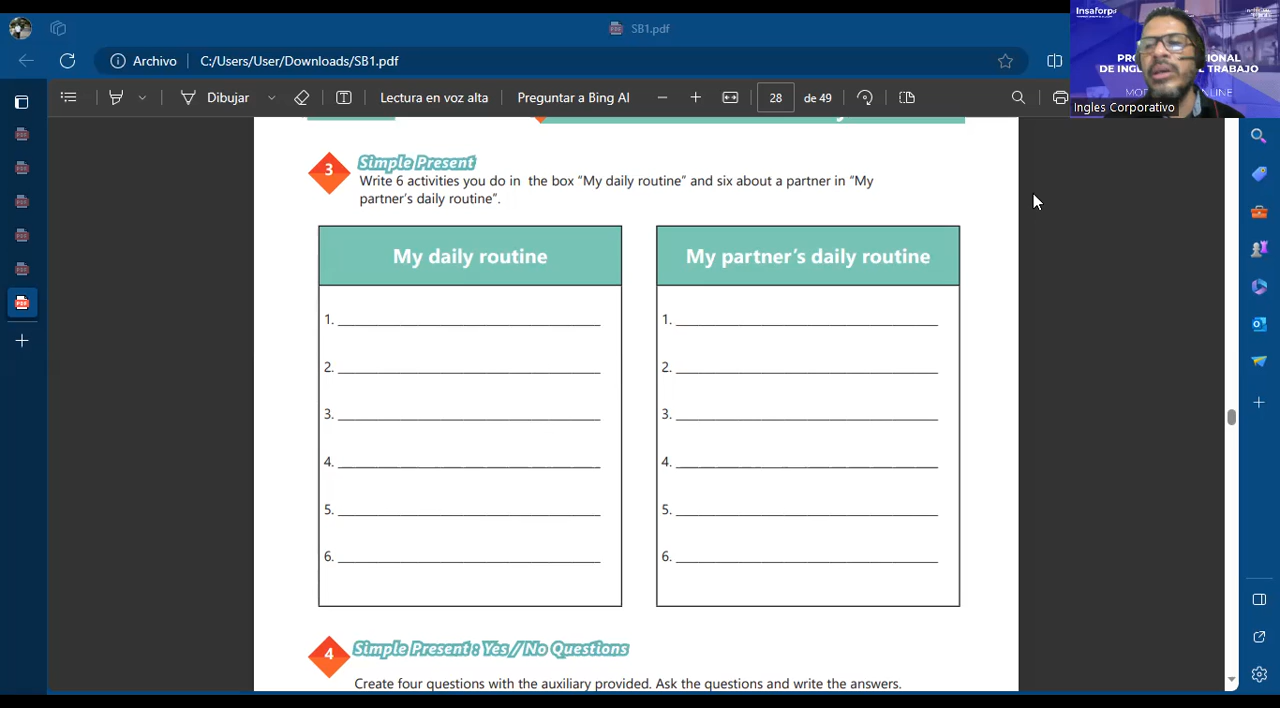 SB1.pdf
Archivo
C:/Users/User/Downloads/SB1.pdf
Dibujar
Lectura en voz alta
Preguntar a Bing AI
28
de 49
Insaforp
DE INGL
TRABAJO
Ingles Corporativo
3
Simple Present
Write 6 activities you do in the box “My daily routine” and six about a partner in “My
partner’s daily routine”.
My daily routine
1.
2.
3.
4.
5.
6.
My partner’s daily routine
1.
2.
3.
4.
5.
6.
4
Simple Present : Yes/No Questions
Create four questions with the auxiliary provided. Ask the questions and write the answers.